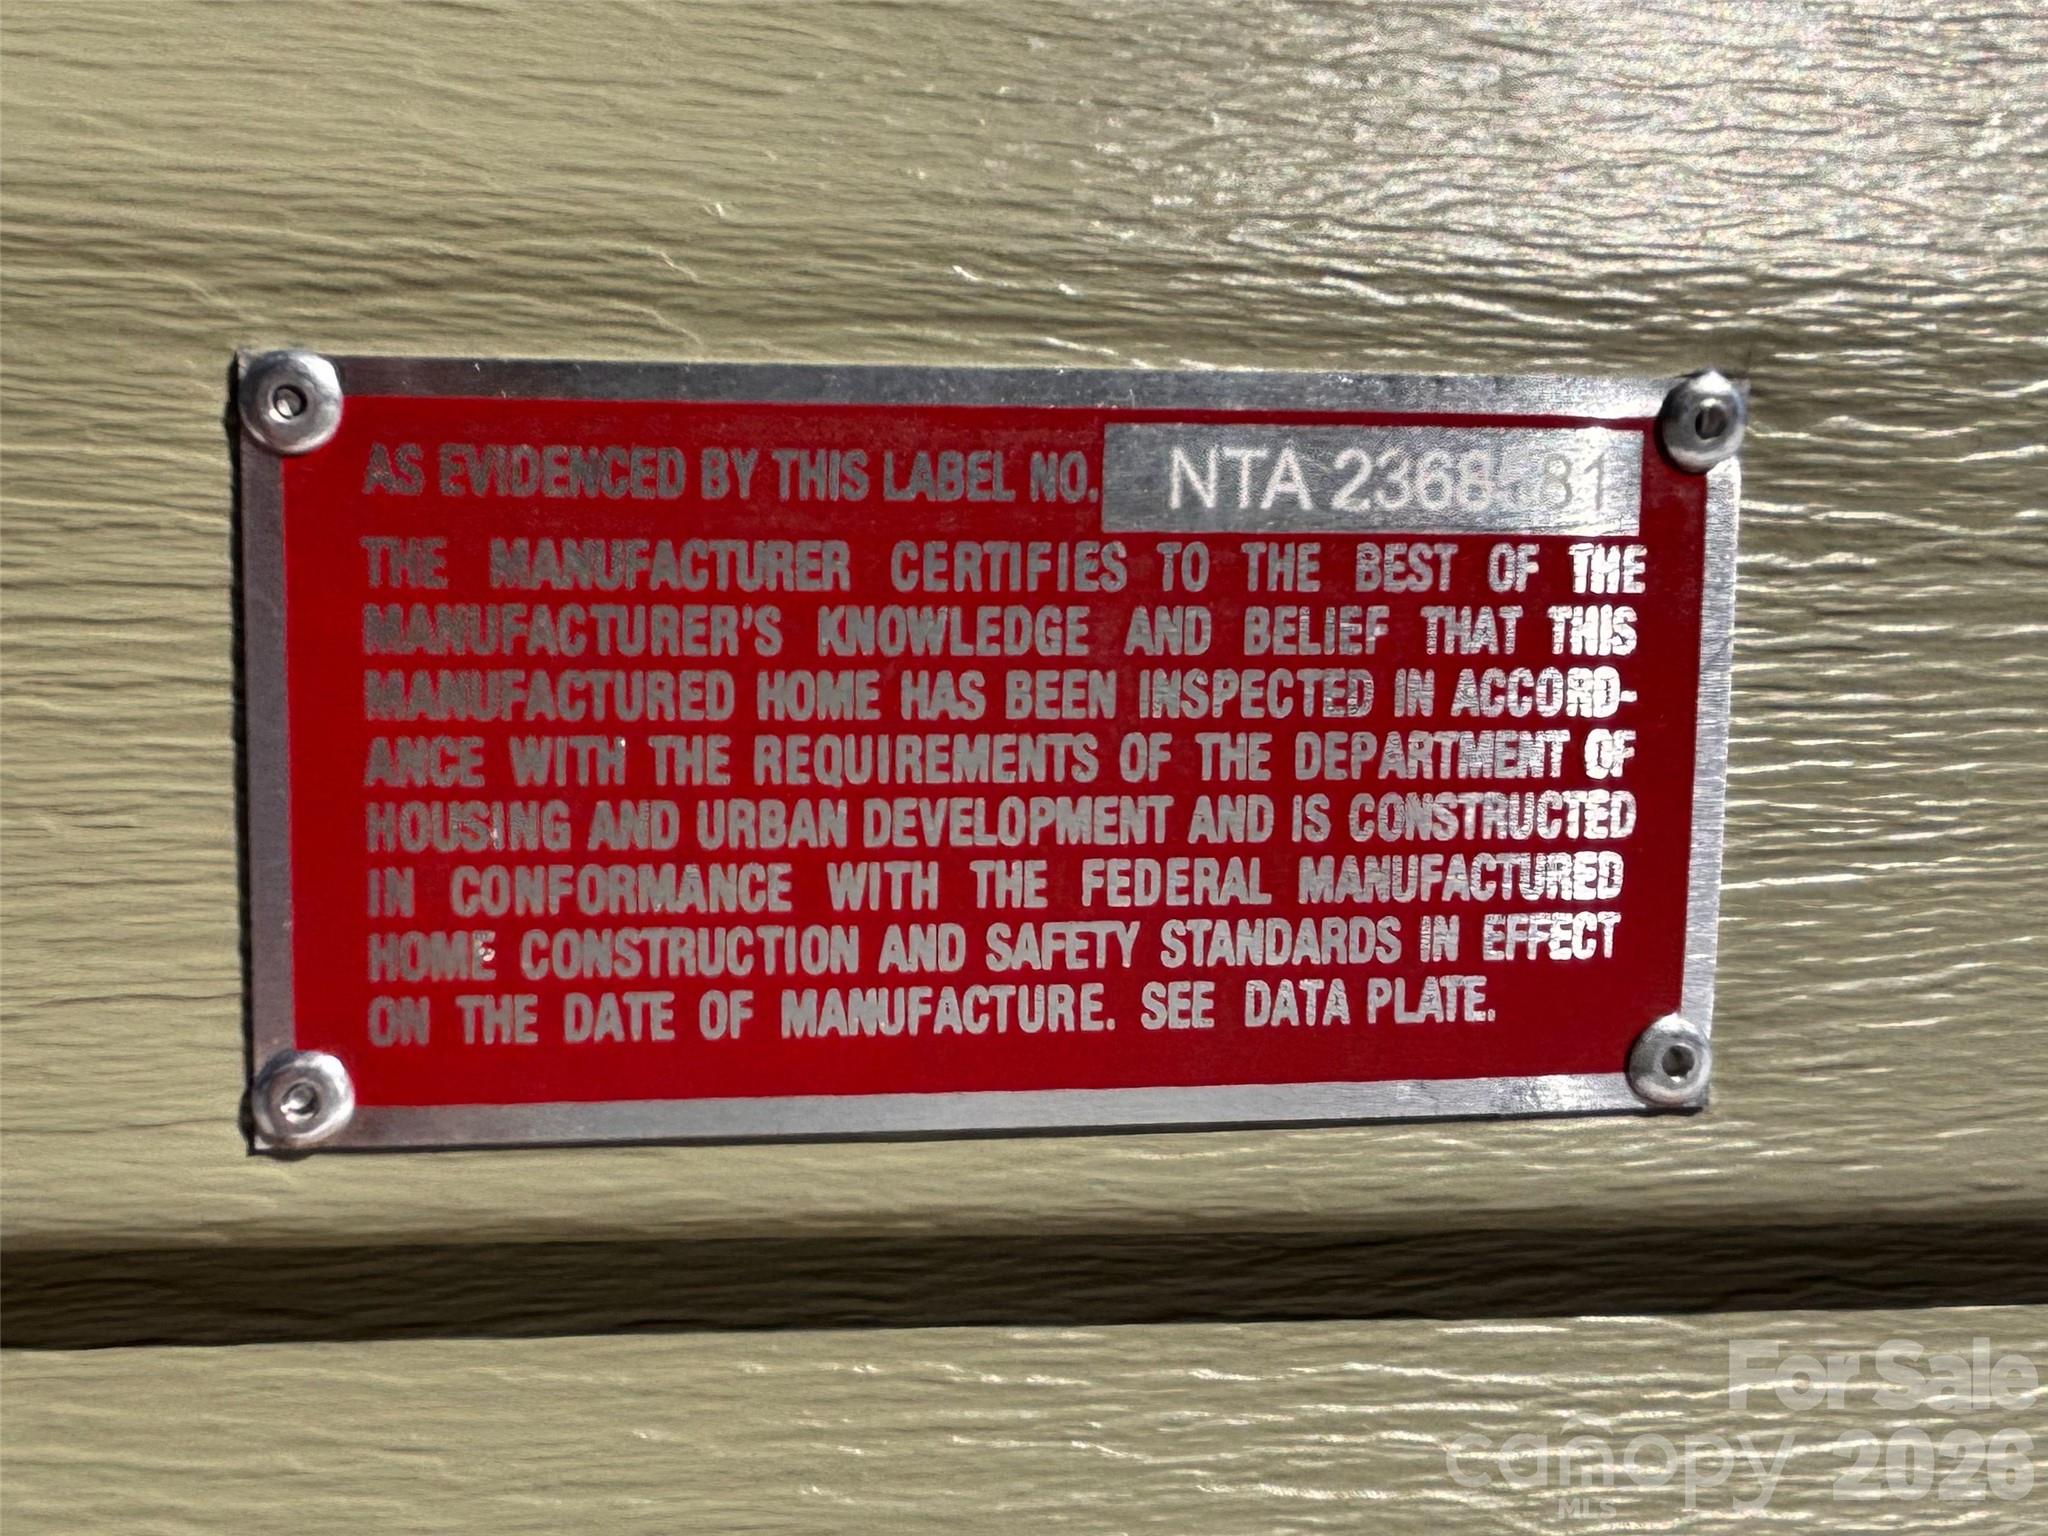 AS EVIDENCED BY THIS LABEL NO. NTA
THE MANUFACTURER CERTIFIES TO THE BEST OF THE
MANUFACTURER'S KNOWLEDGE AND BELIEF THAT THIS
MANUFACTURED HOME HAS BEEN INSPECTED IN ACCORD-
ANCE WITH THE REQUIREMENTS OF THE DEPARTMENT OF
HOUSING AND URBAN DEVELOPMENT AND IS CONSTRUCTED
IN CONFORMANCE WITH THE FEDERAL MANUFACTURED
HOME CONSTRUCTION AND SAFETY STANDARDS IN EFFECT
ON THE DATE OF MANUFACTURE. SEE DATA PLATE.
For Sale
canopy 2026
MLS